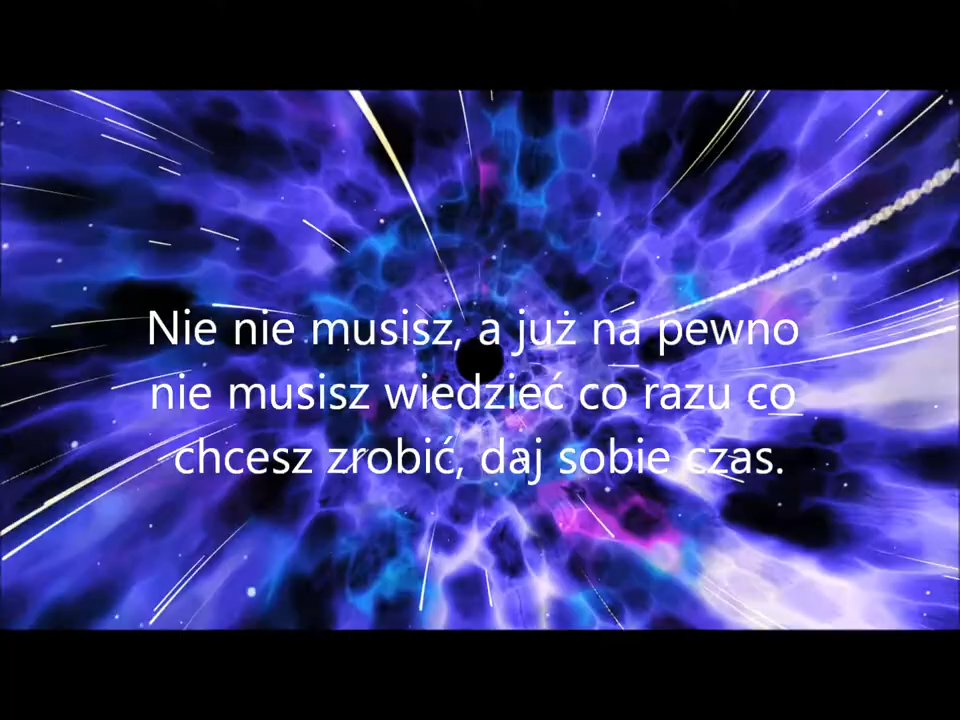 Nie nie musisz, a już na pewno
nie musisz wiedzieć co razu co
chcesz zrobić, daj sobie czas.